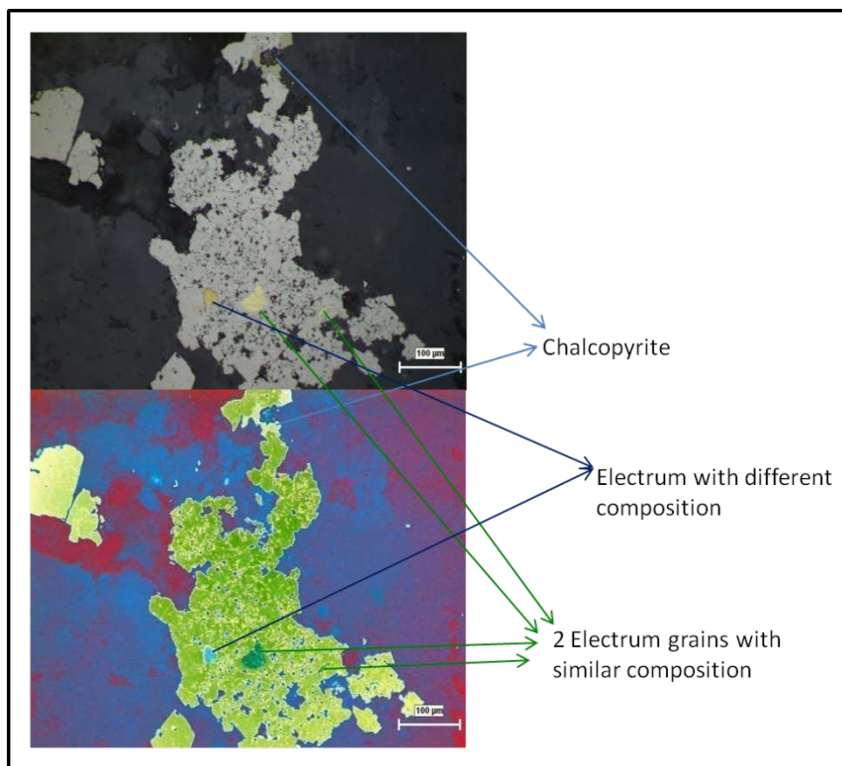 100 µm
Chalcopyrite
Electrum with different
composition
2 Electrum grains with
similar composition
100 µm